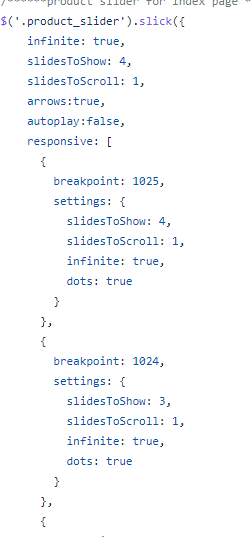 /******product slider for index page *
$('.product_slider').slick({
infinite: true,
slidesToShow: 4,
slidesToScroll: 1,
arrows:true,
autoplay:false,
responsive: [
{
breakpoint: 1025,
settings: {
slidesToShow: 4,
slidesToScroll: 1,
infinite: true,
dots: true
}
},
{
breakpoint: 1024,
settings: {
slidesToShow: 3,
slidesToScroll: 1,
infinite: true,
dots: true
}
},
{